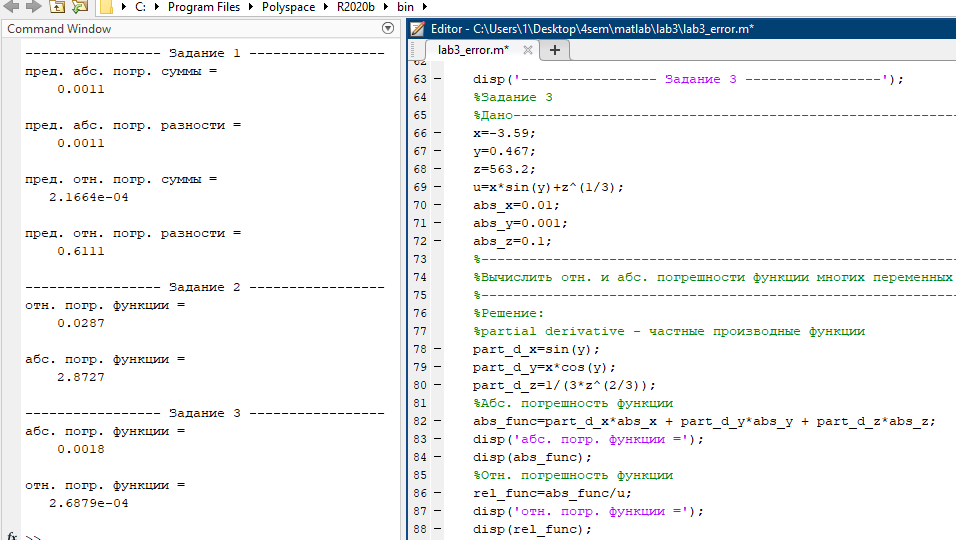 C: ▸ Program Files ▸ Polyspace ▸ R2020b ▸ bin ▸
Command Window
----------------- Задание 1 -----------------
пред. абс. погр. суммы =
0.0011
пред. абс. погр. разности =
0.0011
пред. отн. погр. суммы =
2.1664e-04
пред. отн. погр. разности =
0.6111
----------------- Задание 2 -----------------
отн. погр. функции =
0.0287
абс. погр. функции =
2.8727
----------------- Задание 3 -----------------
абс. погр. функции =
0.0018
отн. погр. функции =
2.6879e-04
fx >>
Editor - C:\Users\1\Desktop\4sem\matlab\lab3\lab3_error.m*
lab3_error.m*
62
63 – disp('----------------- Задание 3 -----------------');
64 %Задание 3
65 %Дано--------------------------------------------------------
66 – x=-3.59;
67 – y=0.467;
68 – z=563.2;
69 – u=x*sin(y)+z^(1/3);
70 – abs_x=0.01;
71 – abs_y=0.001;
72 – abs_z=0.1;
73 %------------------------------------------------------------
74 %Вычислить отн. и абс. погрешности функции многих переменных
75 %------------------------------------------------------------
76 %Решение:
77 %partial derivative - частные производные функции
78 – part_d_x=sin(y);
79 – part_d_y=x*cos(y);
80 – part_d_z=1/(3*z^(2/3));
81 %Абс. погрешность функции
82 – abs_func=part_d_x*abs_x + part_d_y*abs_y + part_d_z*abs_z;
83 – disp('абс. погр. функции =');
84 – disp(abs_func);
85 %Отн. погрешность функции
86 – rel_func=abs_func/u;
87 – disp('отн. погр. функции =');
88 – disp(rel_func);